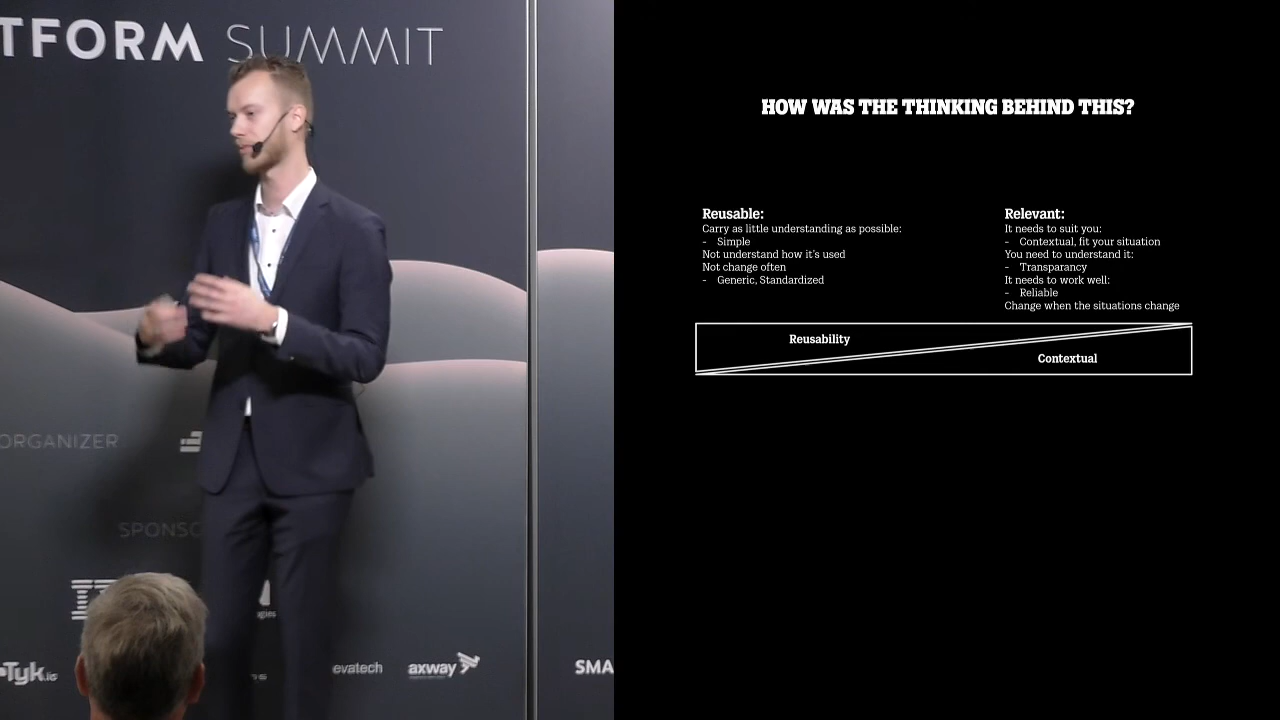 TFORM SUMMIT
ORGANIZER
SPONSO
Tyk.io
evatech
axway
SMA
HOW WAS THE THINKING BEHIND THIS?
Reusable:
Carry as little understanding as possible:
- Simple
Not understand how it's used
Not change often
- Generic, Standardized
Relevant:
It needs to suit you:
- Contextual, fit your situation
You need to understand it:
- Transparancy
It needs to work well:
- Reliable
Change when the situations change
Reusability
Contextual